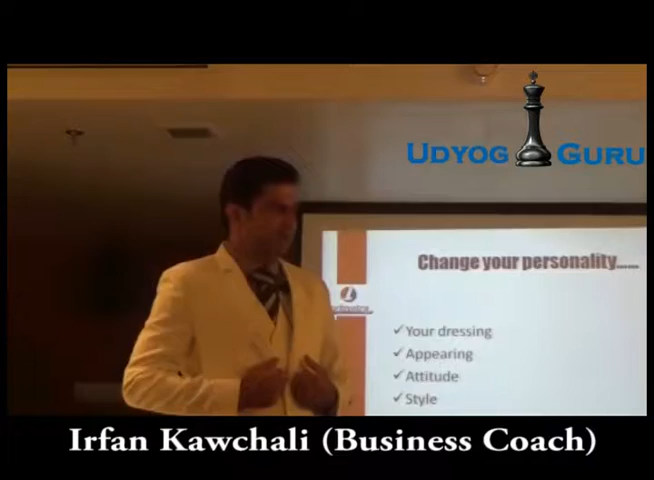 UDYOG GURU
Change your personality......
✓Your dressing
✓Appearing
✓Attitude
✓Style
Irfan Kawchali (Business Coach)